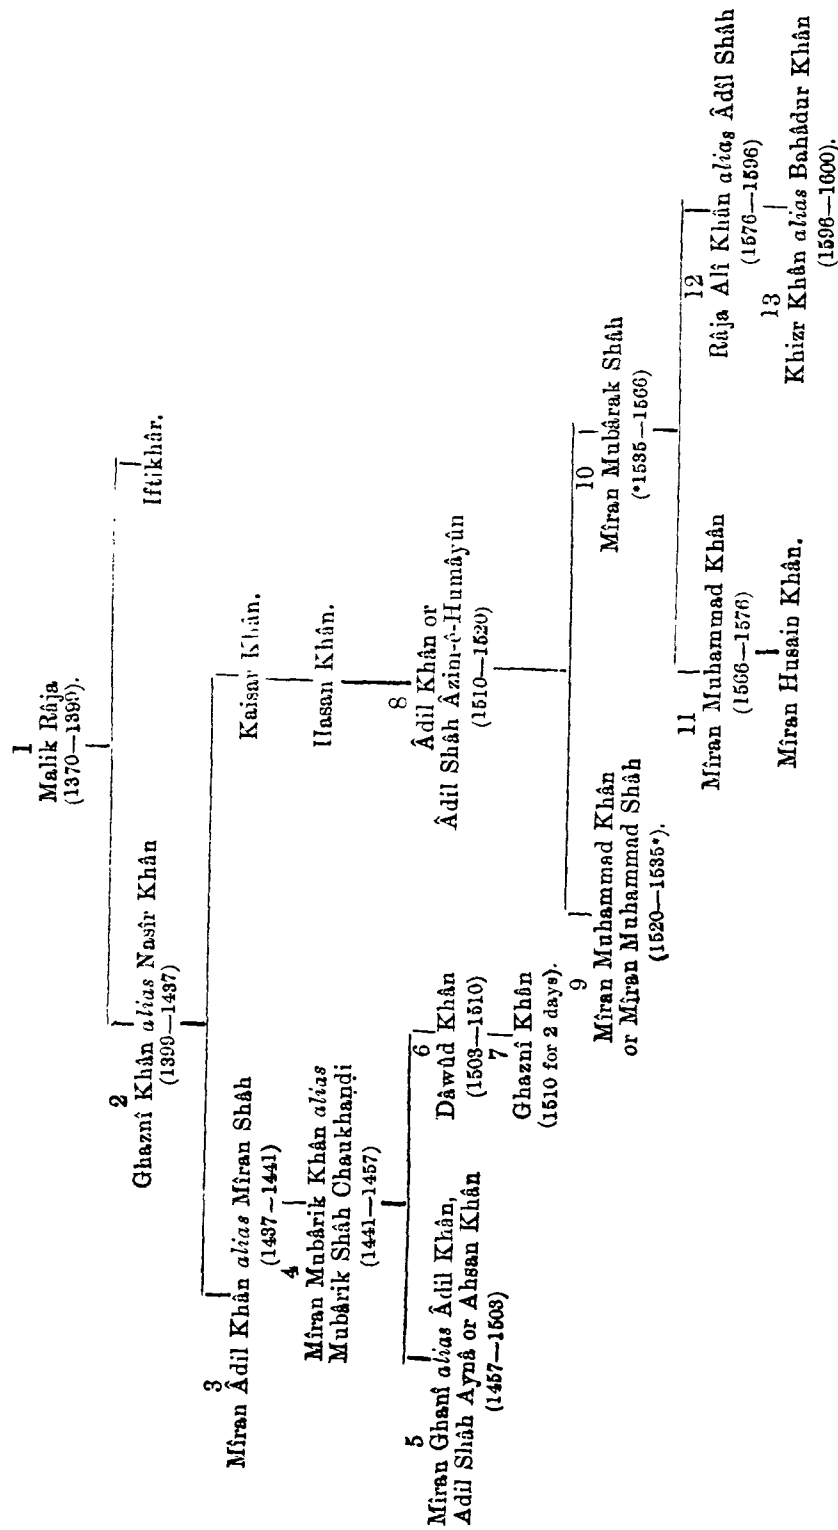 1
Malik Râja
(1370—1399).
2
Ghaznî Khân alias Nasîr Khân
(1399—1437)
Iftikhâr.
3
Mîran Âdil Khân alias Mîran Shâh
(1437—1441)
Kaisar Khân.
4
Mîran Mubârik Khân alias
Mubârik Shâh Chaukhaṇḍi
(1441—1457)
Hasan Khân.
5
Mîran Ghanî alias Âdil Khân,
Adil Shâh Aynâ or Ahsan Khân
(1457—1503)
6
Dâwûd Khân
(1503—1510)
7
Ghaznî Khân
(1510 for 2 days).
8
Âdil Khân or
Âdil Shâh Âzim-ê-Humâyûn
(1510—1520)
9
Mîran Muhammad Khân
or Mîran Muhammad Shâh
(1520—1535*).
10
Mîran Mubârak Shâh
(*1535—1566)
11
Mîran Muhammad Khân
(1566—1576)
Mîran Husain Khân.
12
Râja Alî Khân alias Âdil Shâh
(1576—1596)
13
Khizr Khân alias Bahâdur Khân
(1596—1600).